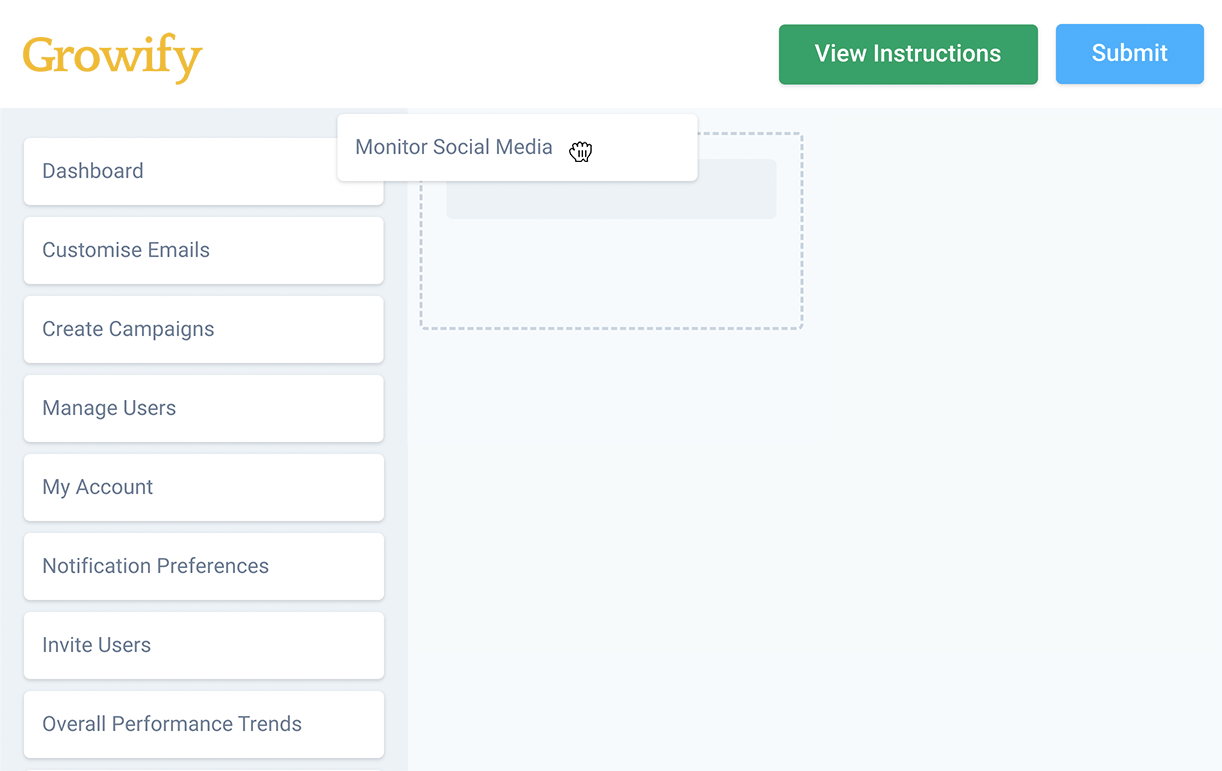 Growify
View Instructions
Submit
Monitor Social Media
Dashboard
Customise Emails
Create Campaigns
Manage Users
My Account
Notification Preferences
Invite Users
Overall Performance Trends